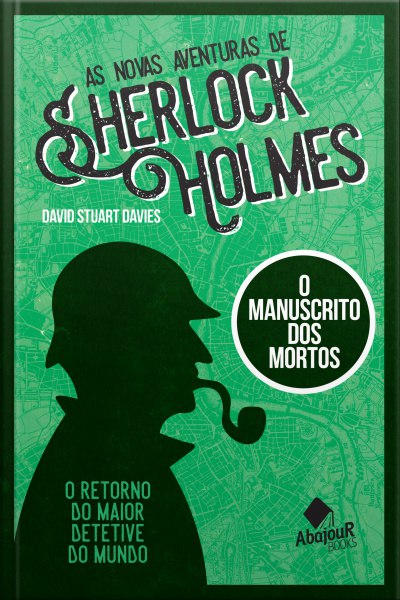 AS NOVAS AVENTURAS DE
SHERLOCK
HOLMES
DAVID STUART DAVIES
O
MANUSCRITO
DOS
MORTOS
O RETORNO
DO MAIOR
DETETIVE
DO MUNDO
AbajouR
BOOKS